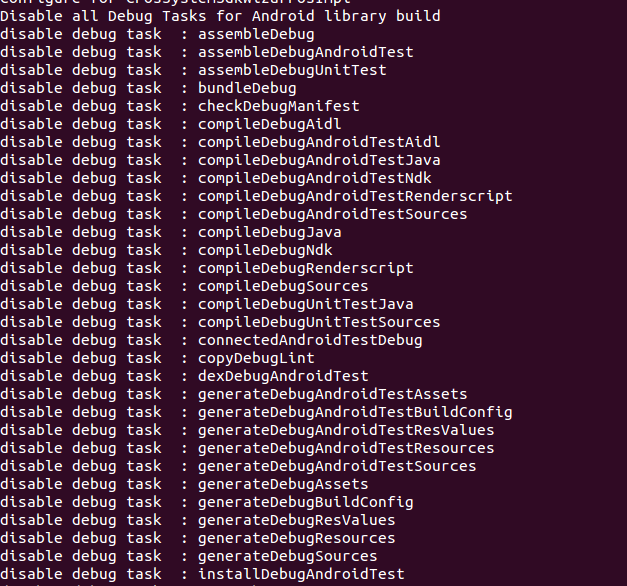 Disable all Debug Tasks for Android library build
disable debug task  : assembleDebug
disable debug task  : assembleDebugAndroidTest
disable debug task  : assembleDebugUnitTest
disable debug task  : bundleDebug
disable debug task  : checkDebugManifest
disable debug task  : compileDebugAidl
disable debug task  : compileDebugAndroidTestAidl
disable debug task  : compileDebugAndroidTestJava
disable debug task  : compileDebugAndroidTestNdk
disable debug task  : compileDebugAndroidTestRenderscript
disable debug task  : compileDebugAndroidTestSources
disable debug task  : compileDebugJava
disable debug task  : compileDebugNdk
disable debug task  : compileDebugRenderscript
disable debug task  : compileDebugSources
disable debug task  : compileDebugUnitTestJava
disable debug task  : compileDebugUnitTestSources
disable debug task  : connectedAndroidTestDebug
disable debug task  : copyDebugLint
disable debug task  : dexDebugAndroidTest
disable debug task  : generateDebugAndroidTestAssets
disable debug task  : generateDebugAndroidTestBuildConfig
disable debug task  : generateDebugAndroidTestResValues
disable debug task  : generateDebugAndroidTestResources
disable debug task  : generateDebugAndroidTestSources
disable debug task  : generateDebugAssets
disable debug task  : generateDebugBuildConfig
disable debug task  : generateDebugResValues
disable debug task  : generateDebugResources
disable debug task  : generateDebugSources
disable debug task  : installDebugAndroidTest